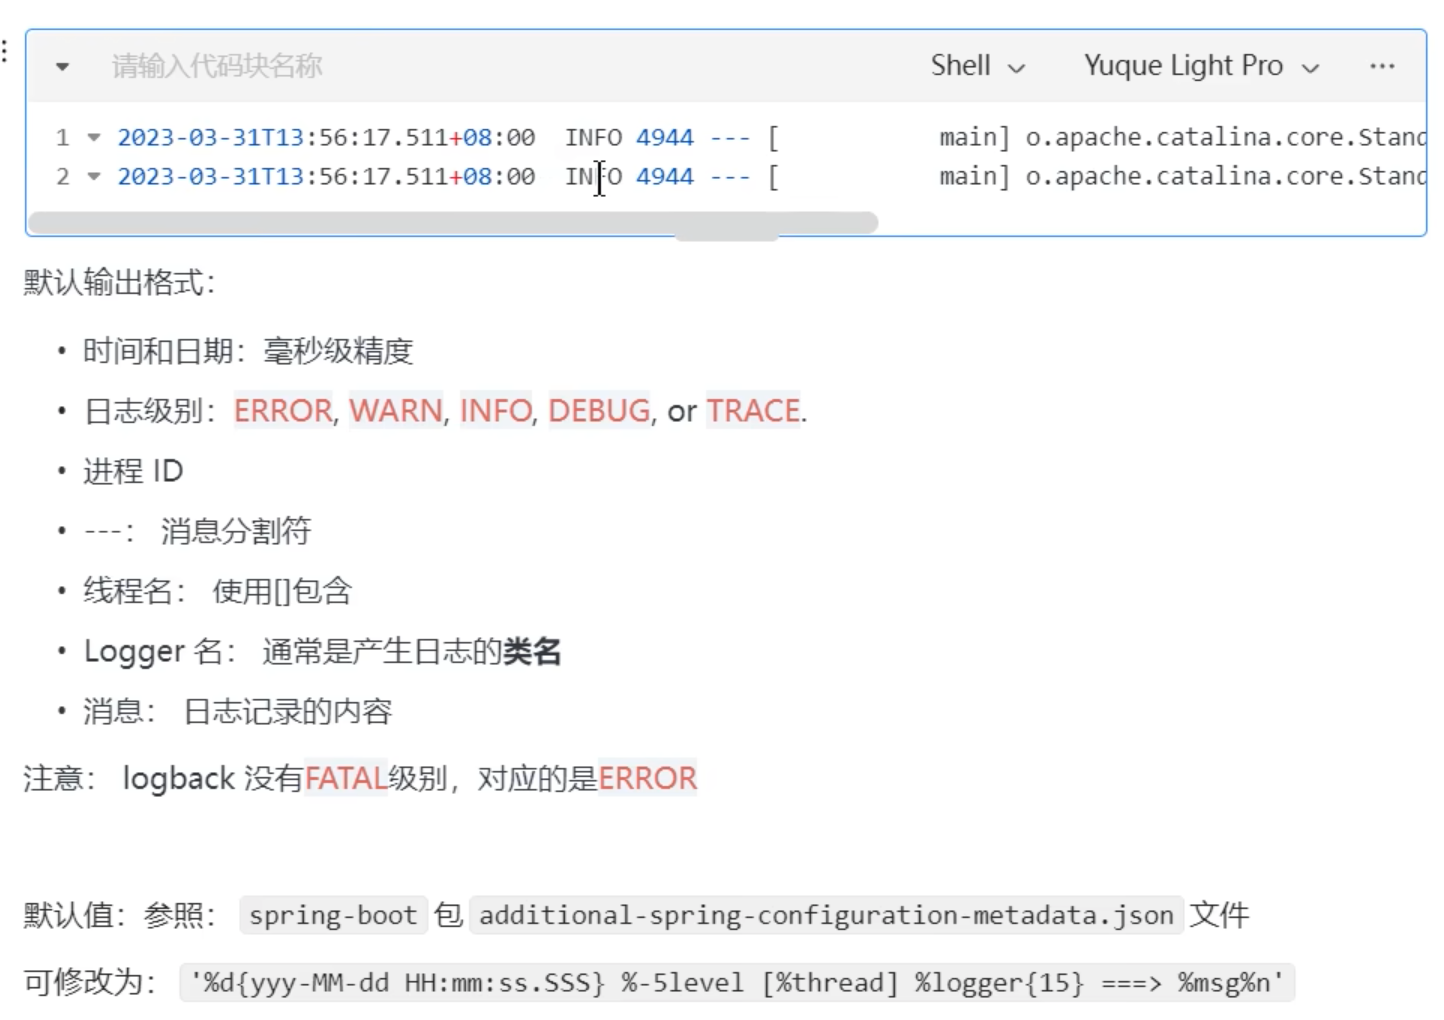 请输入代码块名称 Shell Yuque Light Pro ···
1 2023-03-31T13:56:17.511+08:00 INFO 4944 --- [ main] o.apache.catalina.core.Stand
2 2023-03-31T13:56:17.511+08:00 INFO 4944 --- [ main] o.apache.catalina.core.Stand
默认输出格式：
• 时间和日期：毫秒级精度
• 日志级别：ERROR, WARN, INFO, DEBUG, or TRACE.
• 进程 ID
• ---： 消息分割符
• 线程名： 使用[]包含
• Logger 名： 通常是产生日志的类名
• 消息： 日志记录的内容
注意： logback 没有FATAL级别，对应的是ERROR
默认值：参照： spring-boot 包 additional-spring-configuration-metadata.json 文件
可修改为： '%d{yyy-MM-dd HH:mm:ss.SSS} %-5level [%thread] %logger{15} ===> %msg%n'